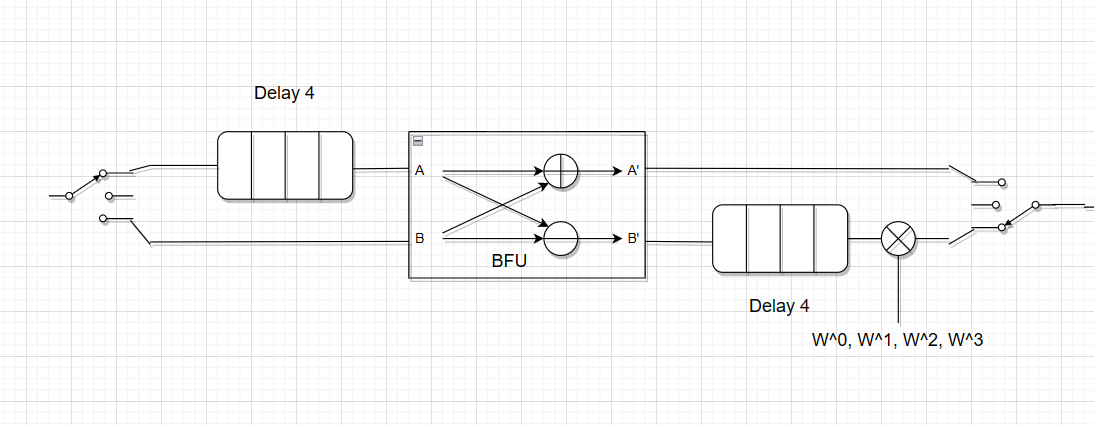 Delay 4
A
A'
B
B'
BFU
Delay 4
W^0, W^1, W^2, W^3